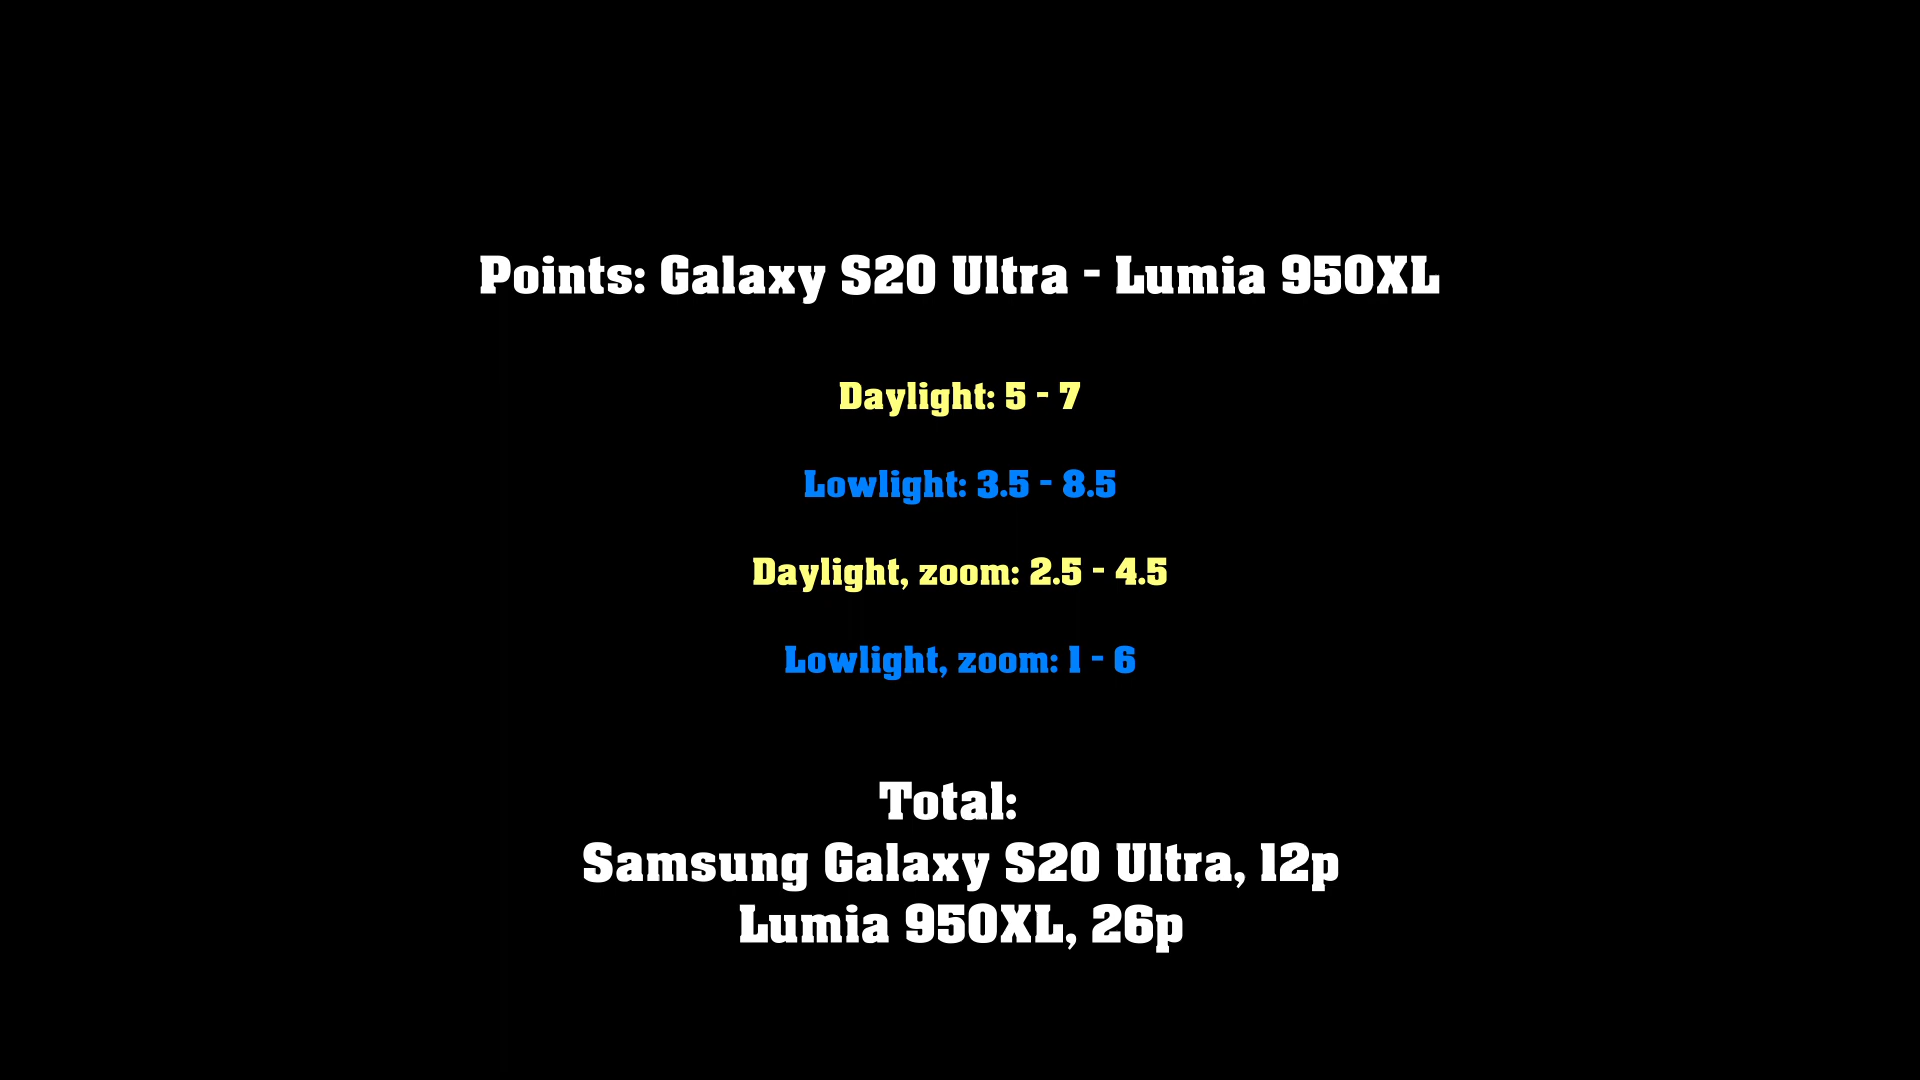 Points: Galaxy S20 Ultra - Lumia 950XL
Daylight: 5 - 7
Lowlight: 3.5 - 8.5
Daylight, zoom: 2.5 - 4.5
Lowlight, zoom: 1 - 6
Total:
Samsung Galaxy S20 Ultra, 12p
Lumia 950XL, 26p